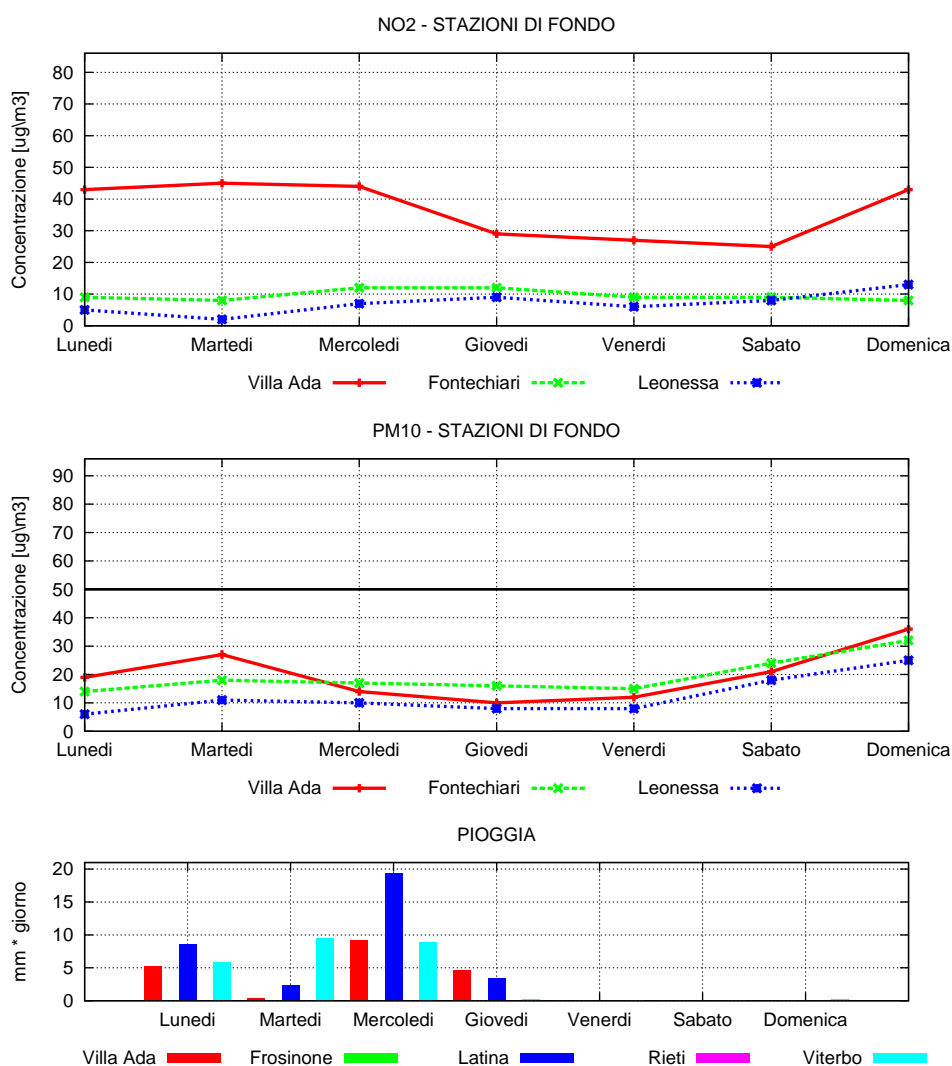 NO2 - STAZIONI DI FONDO
Concentrazione [ug\m3]
80
70
60
50
40
30
20
10
0
Lunedi Martedi Mercoledi Giovedi Venerdi Sabato Domenica
Villa Ada Fontechiari Leonessa
PM10 - STAZIONI DI FONDO
Concentrazione [ug\m3]
90
80
70
60
50
40
30
20
10
0
Lunedi Martedi Mercoledi Giovedi Venerdi Sabato Domenica
Villa Ada Fontechiari Leonessa
PIOGGIA
mm * giorno
20
15
10
5
0
Lunedi Martedi Mercoledi Giovedi Venerdi Sabato Domenica
Villa Ada Frosinone Latina Rieti Viterbo